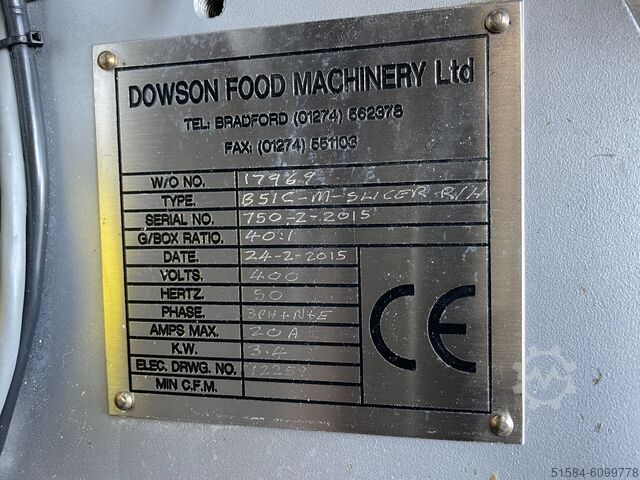 DOWSON FOOD MACHINERY Ltd
TEL: BRADFORD (01274) 562378
FAX: (01274) 551103
W/O NO. 17969
TYPE. B51C-M-SLICER R/H
SERIAL NO. 750-2-2015
G/BOX RATIO. 40:1
DATE. 24-2-2015
VOLTS. 400
HERTZ. 50
PHASE. 3PH+N+E
AMPS MAX. 20A
K.W. 3.4
ELEC. DRWG. NO.
MIN C.F.M.
CE
51584-6099778